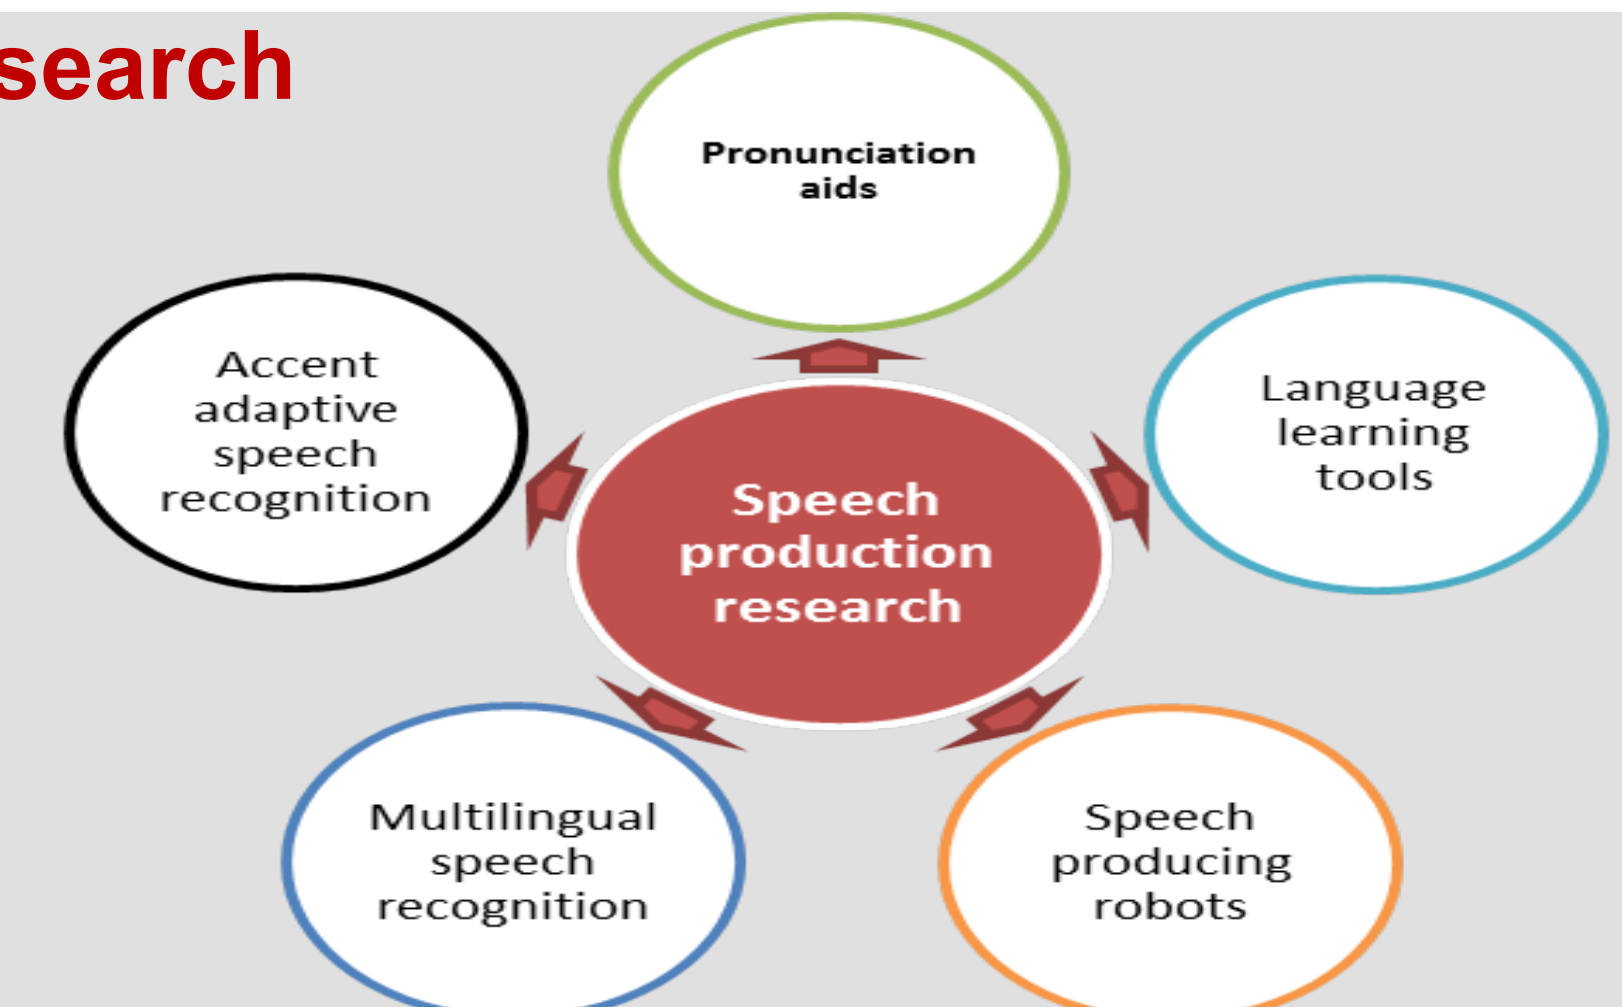 search
Pronunciation
aids
Accent
adaptive
speech
recognition
Language
learning
tools
Speech
production
research
Multilingual
speech
recognition
Speech
producing
robots